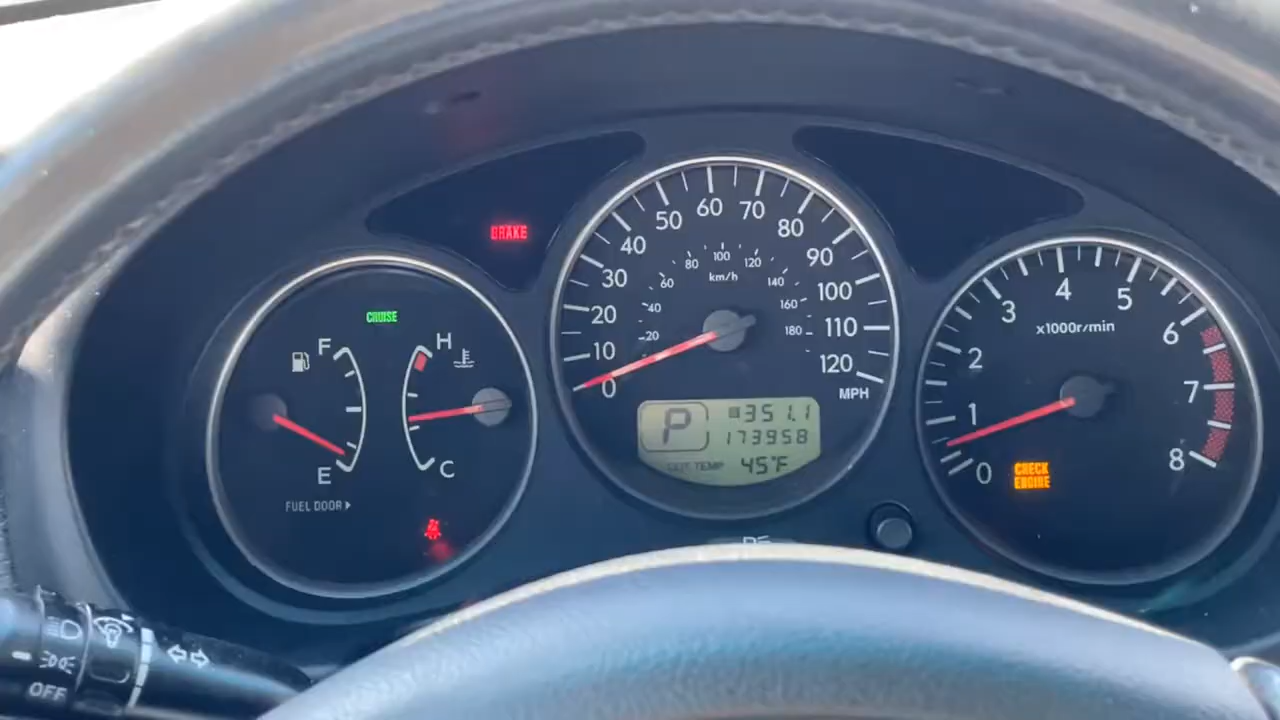 BRAKE
CRUISE
F
E
FUEL DOOR
H
C
0
10
20
30
40
50
60
70
80
90
100
110
120
MPH
20
40
60
80
100
120
140
160
180
km/h
P
351.1
173958
OUT TEMP 45°F
0
1
2
3
4
5
6
7
8
x1000r/min
CHECK
ENGINE
OFF